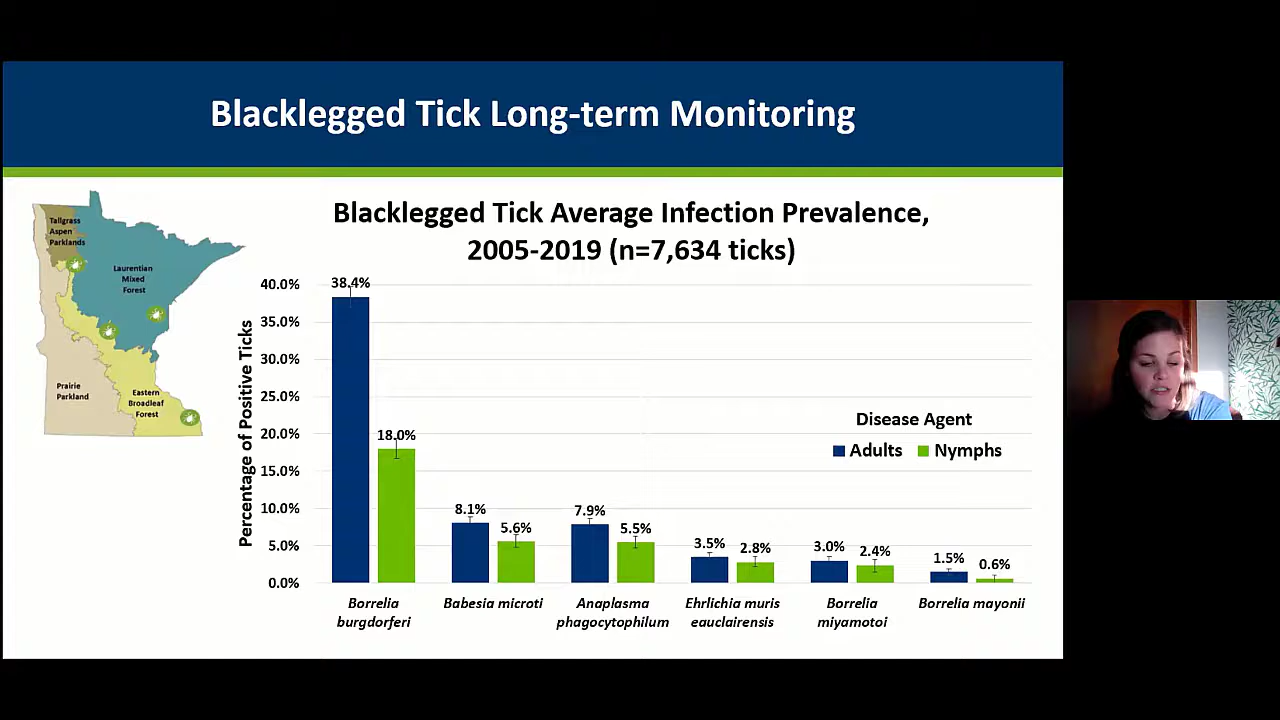 Blacklegged Tick Long-term Monitoring
Tallgrass
Aspen
Parklands
Laurentian
Mixed
Forest
Prairie
Parkland
Eastern
Broadleaf
Forest
Blacklegged Tick Average Infection Prevalence,
2005-2019 (n=7,634 ticks)
Percentage of Positive Ticks
40.0%
35.0%
30.0%
25.0%
20.0%
15.0%
10.0%
5.0%
0.0%
38.4%
18.0%
8.1%
5.6%
7.9%
5.5%
3.5%
2.8%
3.0%
2.4%
1.5%
0.6%
Disease Agent
Adults
Nymphs
Borrelia
burgdorferi
Babesia microti
Anaplasma
phagocytophilum
Ehrlichia muris
eauclairensis
Borrelia
miyamotoi
Borrelia mayonii